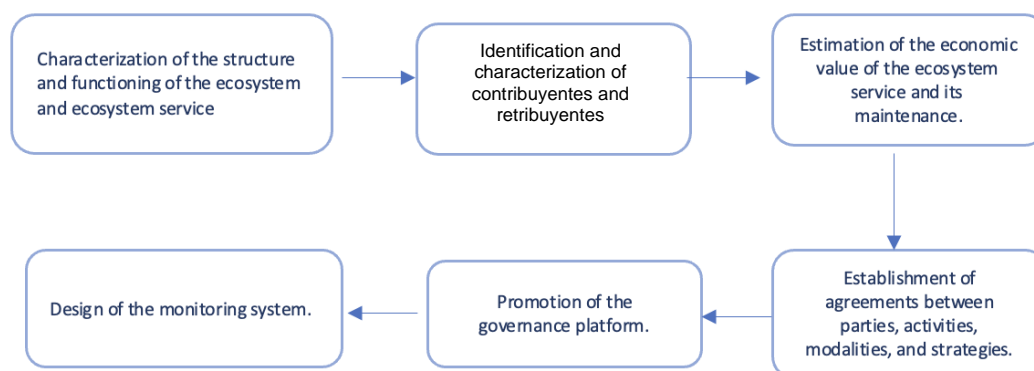 Characterization of the structure
and functioning of the ecosystem
and ecosystem service
Identification and
characterization of
contribuyentes and
retribuyentes
Estimation of the economic
value of the ecosystem
service and its
maintenance.
Establishment of
agreements between
parties, activities,
modalities, and strategies.
Promotion of the
governance platform.
Design of the monitoring system.